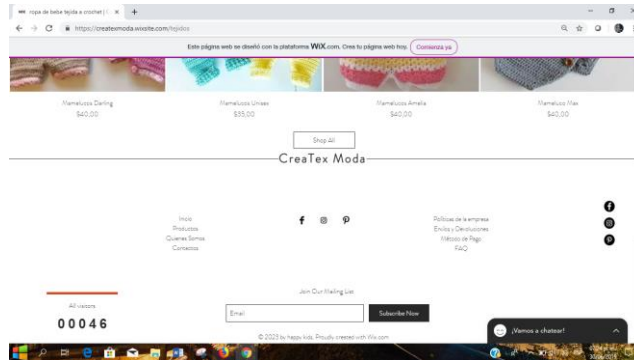 ropa de bebe tejida a crochet |
https://createxmoda.wixsite.com/tejidos
Este página web se diseñó con la plataforma WiX.com. Cree tu página web hoy. Comienza ya
Mamelucos Darling
$40,00
Mamelucos Unisex
$35,00
Mamelucos Amelia
$40,00
Mamelucos Max
$40,00
Shop All
CreaTex Moda
Inicio
Productos
Quienes Somos
Contactos
Políticas de la empresa
Envíos y Devoluciones
Método de Pago
FAQ
Join Our Mailing List
Email
Subscribe Now
All visitors
00046
© 2023 by happy kids. Proudly created with Wix.com
¡Vamos a chatear!